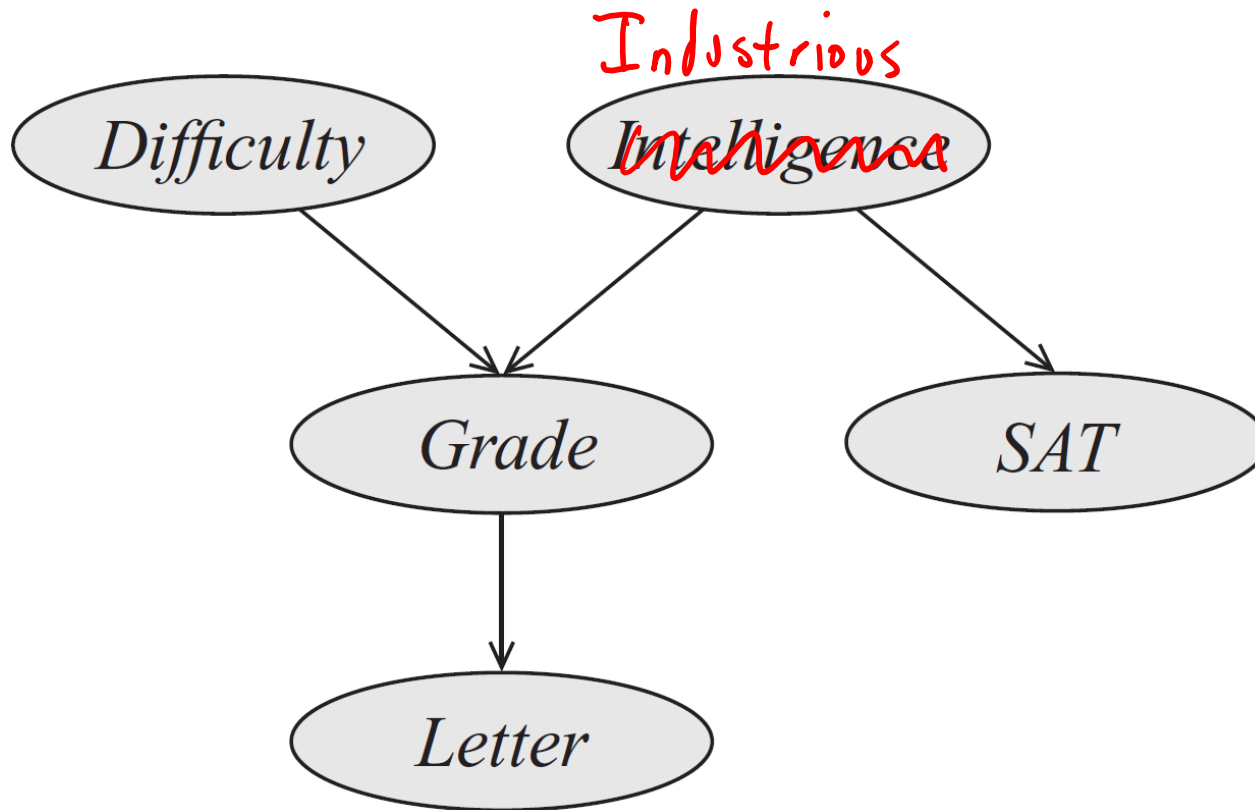 Industrious
Difficulty
Intelligence
Grade
SAT
Letter